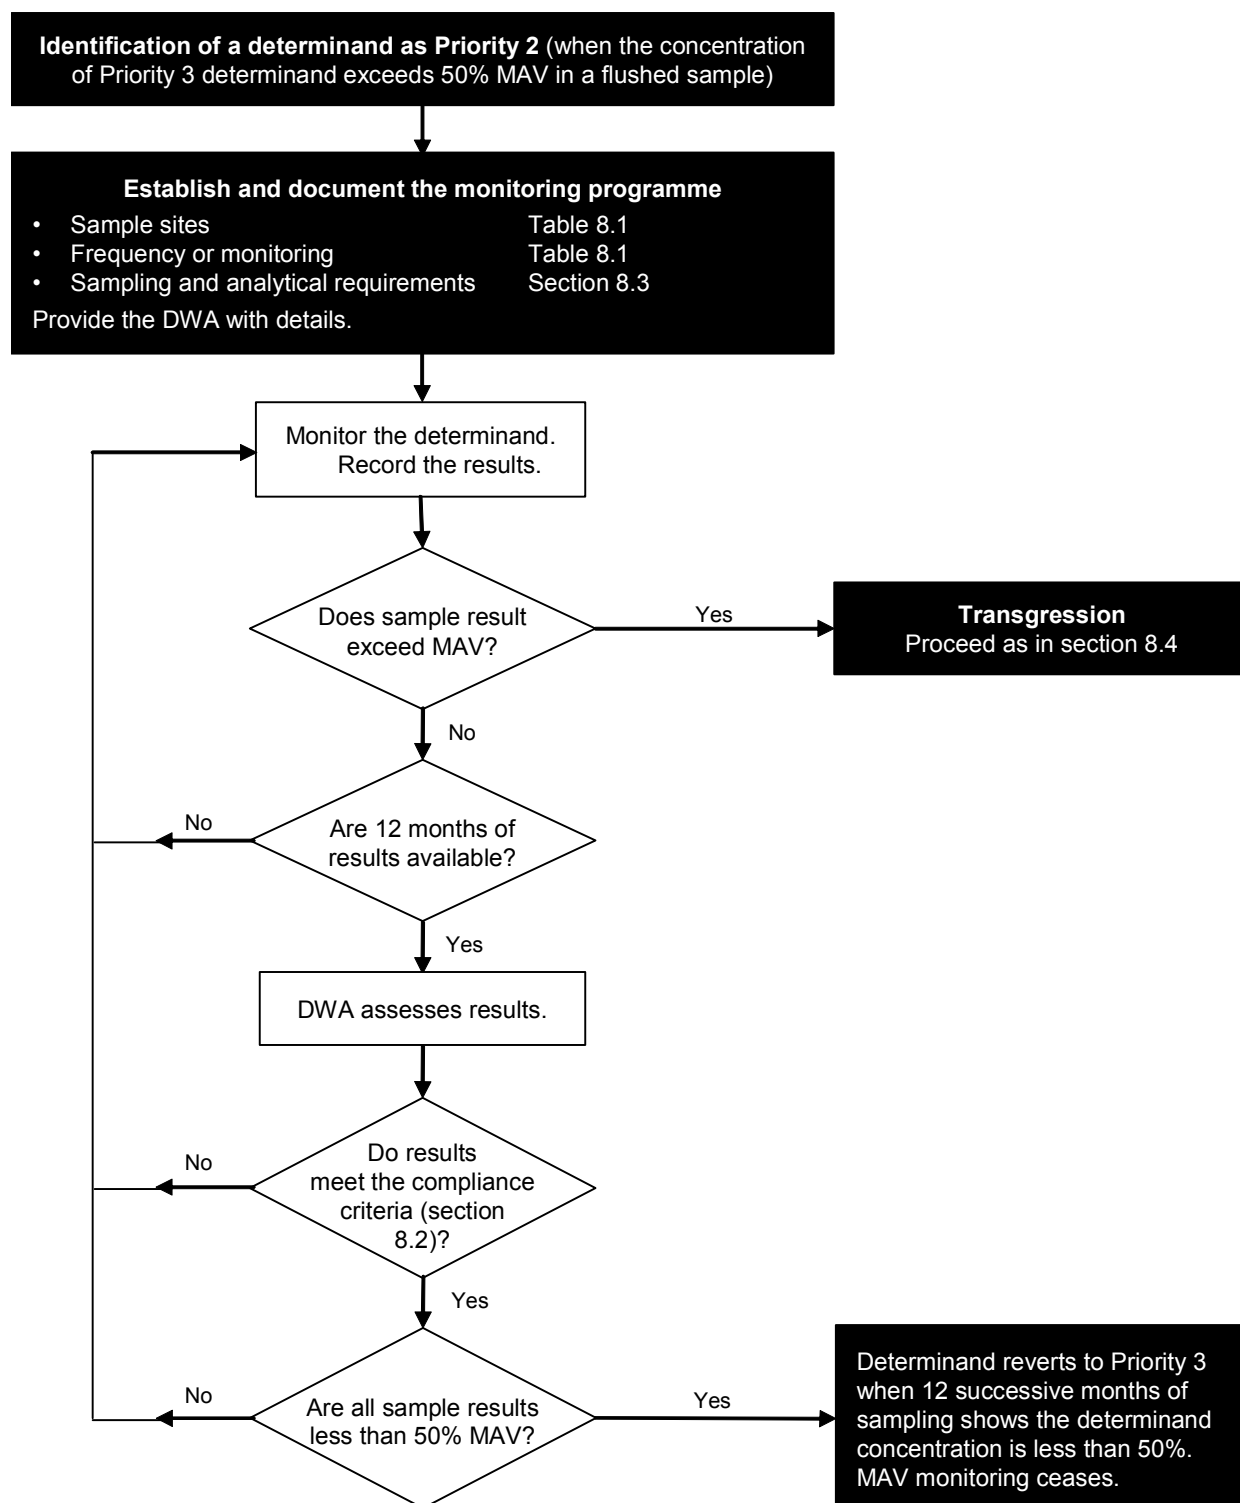 Identification of a determinand as Priority 2 (when the concentration
of Priority 3 determinand exceeds 50% MAV in a flushed sample)
Establish and document the monitoring programme
• Sample sites Table 8.1
• Frequency or monitoring Table 8.1
• Sampling and analytical requirements Section 8.3
Provide the DWA with details.
Monitor the determinand.
Record the results.
Does sample result
exceed MAV?
Yes
Transgression
Proceed as in section 8.4
No
Are 12 months of
results available?
No
Yes
DWA assesses results.
Do results
meet the compliance
criteria (section
8.2)?
No
Yes
Are all sample results
less than 50% MAV?
No
Yes
Determinand reverts to Priority 3
when 12 successive months of
sampling shows the determinand
concentration is less than 50%.
MAV monitoring ceases.